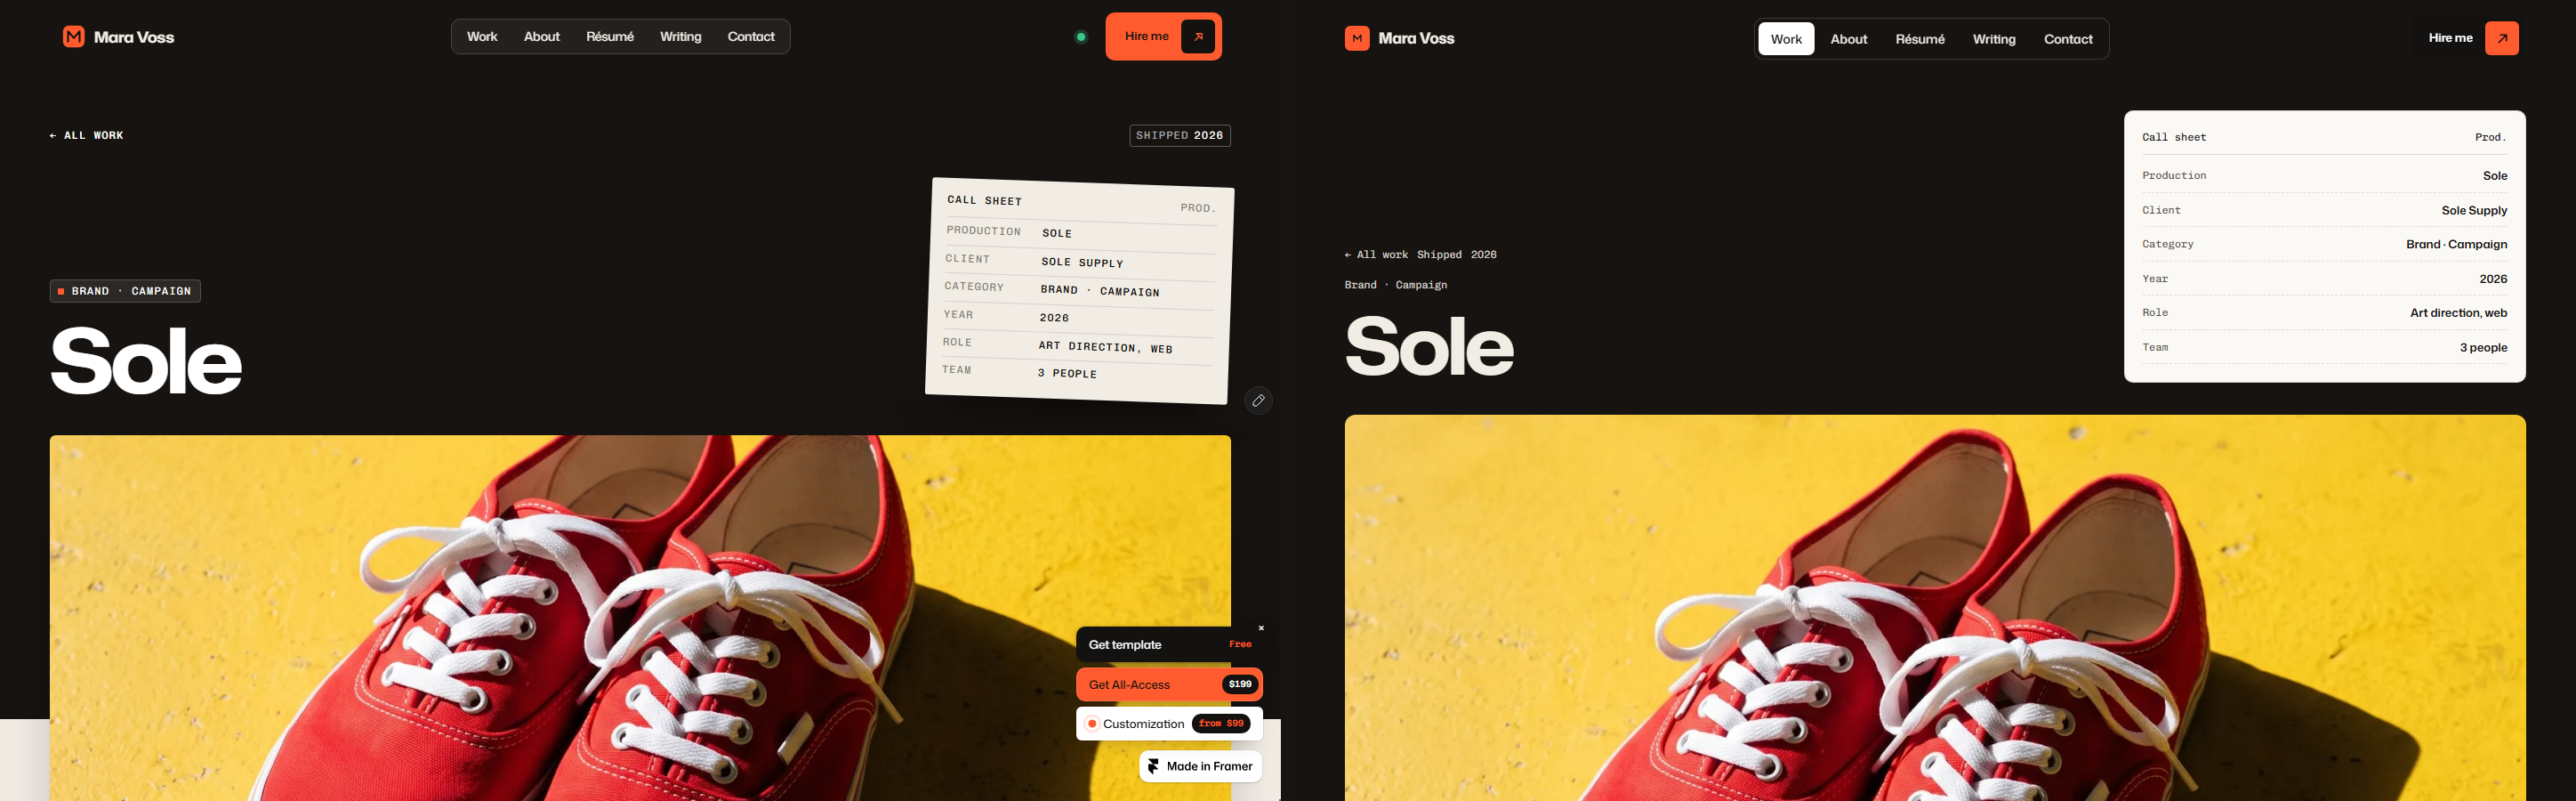 Mara Voss
Work About Résumé Writing Contact
Hire me
← ALL WORK
SHIPPED 2026
CALL SHEET PROD.
PRODUCTION SOLE
CLIENT SOLE SUPPLY
CATEGORY BRAND · CAMPAIGN
YEAR 2026
ROLE ART DIRECTION, WEB
TEAM 3 PEOPLE
BRAND · CAMPAIGN
Sole
Get template Free
×
Get All-Access $199
Customization from $99
Made in Framer
Mara Voss
Work About Résumé Writing Contact
Hire me
Call sheet Prod.
Production Sole
Client Sole Supply
Category Brand · Campaign
Year 2026
Role Art direction, web
Team 3 people
← All work Shipped 2026
Brand · Campaign
Sole